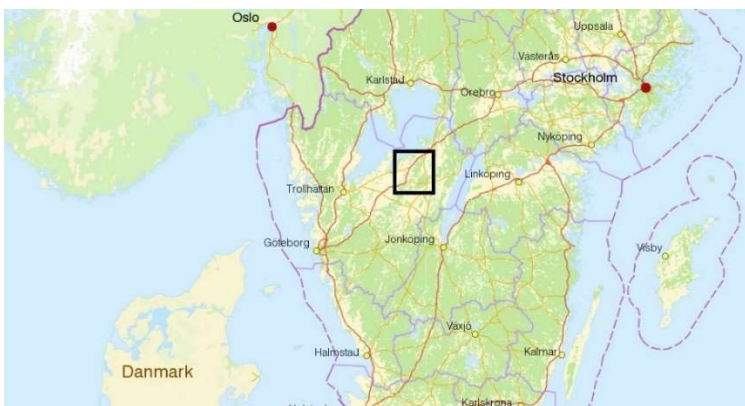 Oslo
Uppsala
Västerås
Karlstad
Örebro
Stockholm
Nyköping
Linköping
Trollhättan
Göteborg
Jönköping
Visby
Växjö
Halmstad
Kalmar
Danmark
Karlskrona